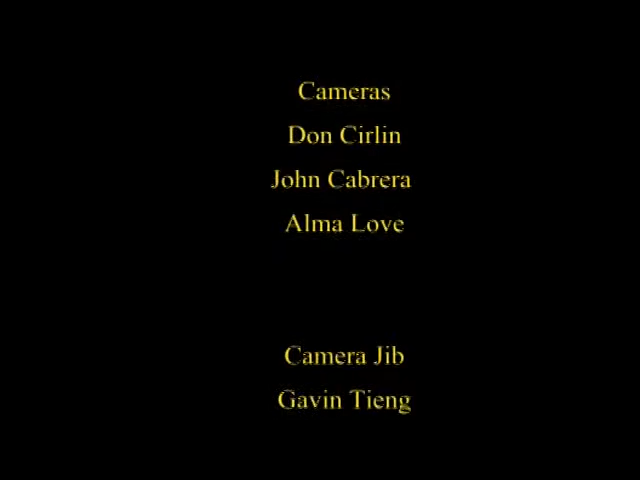 Cameras
Don Cirlin
John Cabrera
Alma Love
Camera Jib
Gavin Tieng